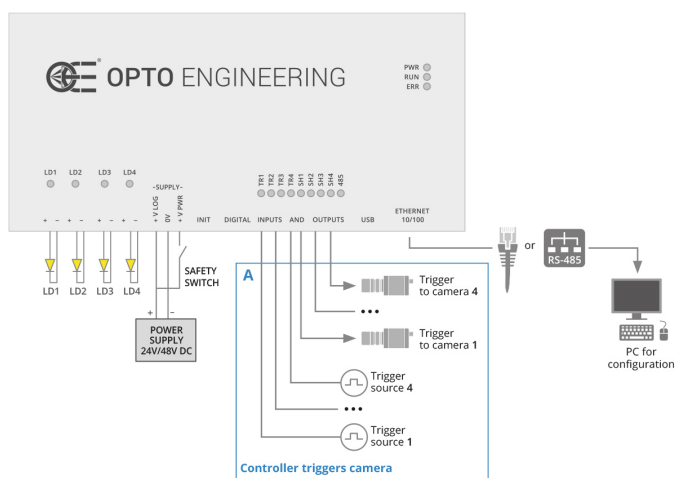 OPTO ENGINEERING
PWR
RUN
ERR
LD1 LD2 LD3 LD4
-SUPPLY-
+ - + - + - + -
+ V LOG
0V
+ V PWR
TR1
TR2
TR3
TR4
SH1
SH2
SH3
SH4
485
INIT DIGITAL INPUTS AND OUTPUTS USB
ETHERNET
10/100
LD1 LD2 LD3 LD4
SAFETY
SWITCH
+ -
POWER
SUPPLY
24V/48V DC
or
RS-485
PC for
configuration
A
Trigger
to camera 4
Trigger
to camera 1
Trigger
source 4
Trigger
source 1
Controller triggers camera